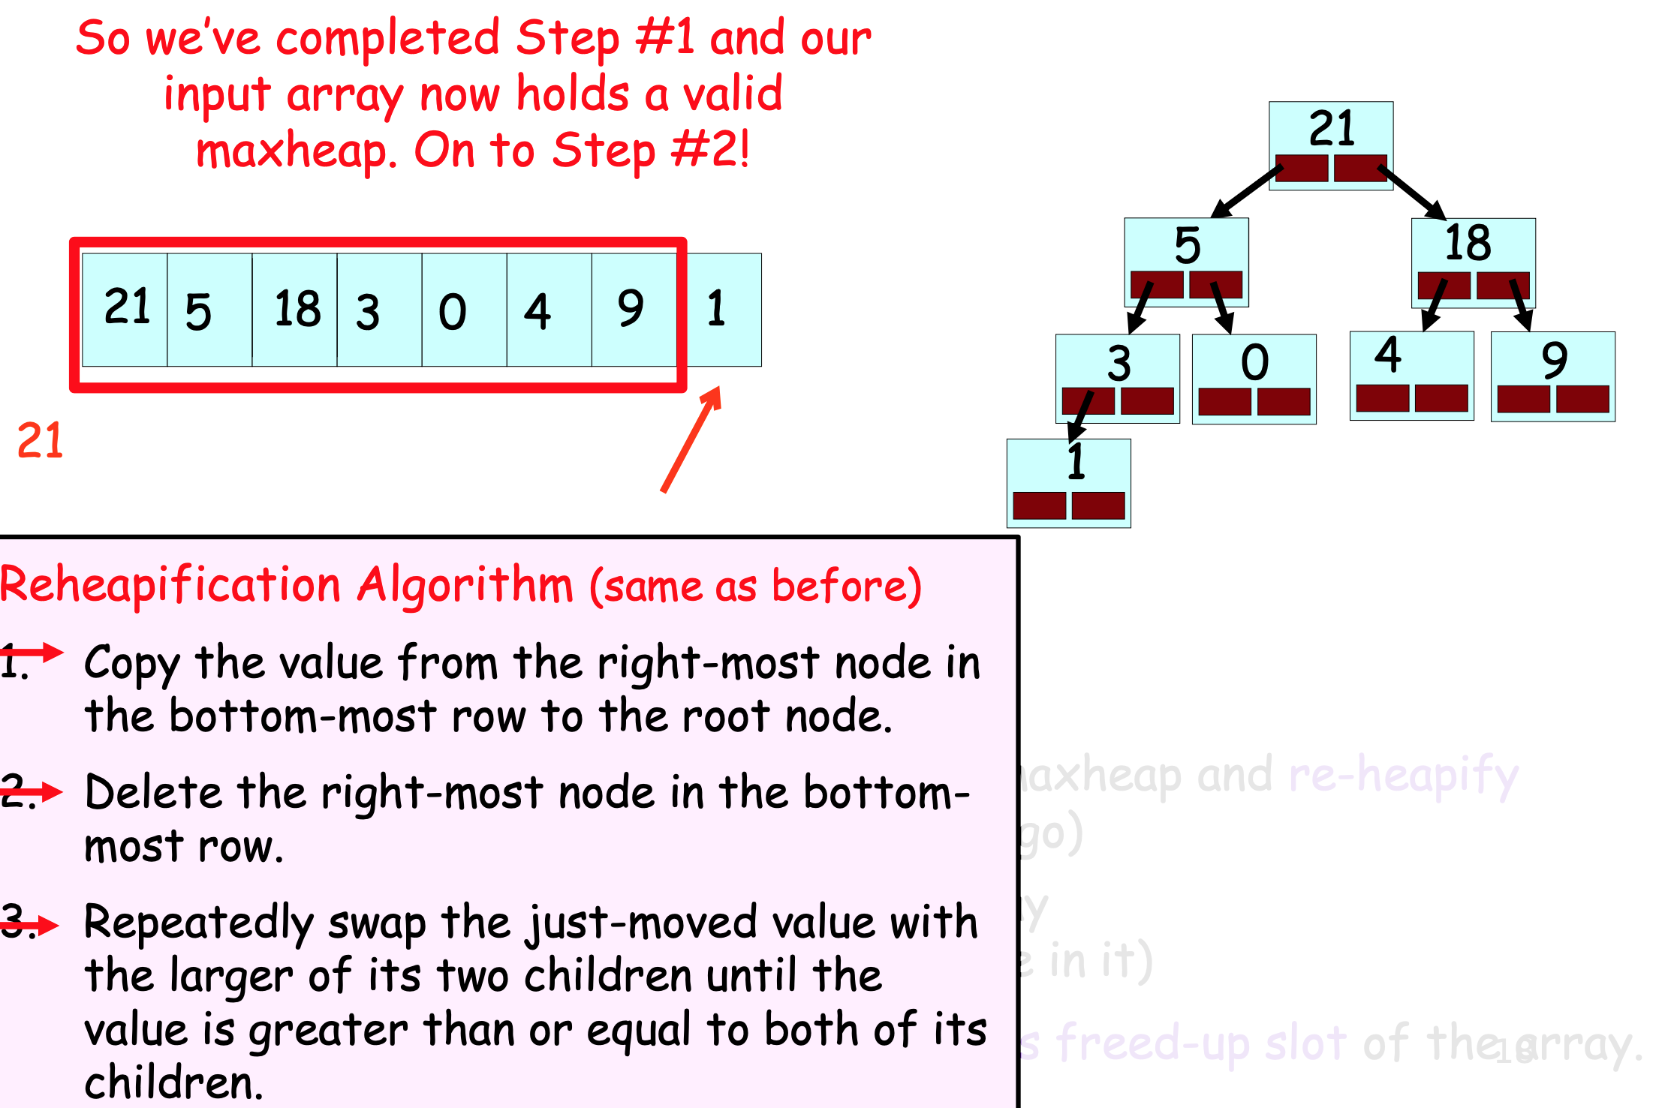 So we've completed Step #1 and our
input array now holds a valid
maxheap. On to Step #2!
21 5 18 3 0 4 9 1
21
21
5 18
3 0 4 9
1
Reheapification Algorithm (same as before)
1. Copy the value from the right-most node in
the bottom-most row to the root node.
2. Delete the right-most node in the bottom-
most row.
3. Repeatedly swap the just-moved value with
the larger of its two children until the
value is greater than or equal to both of its
children.
maxheap and re-heapify
go)
e in it)
s freed-up slot of the array.